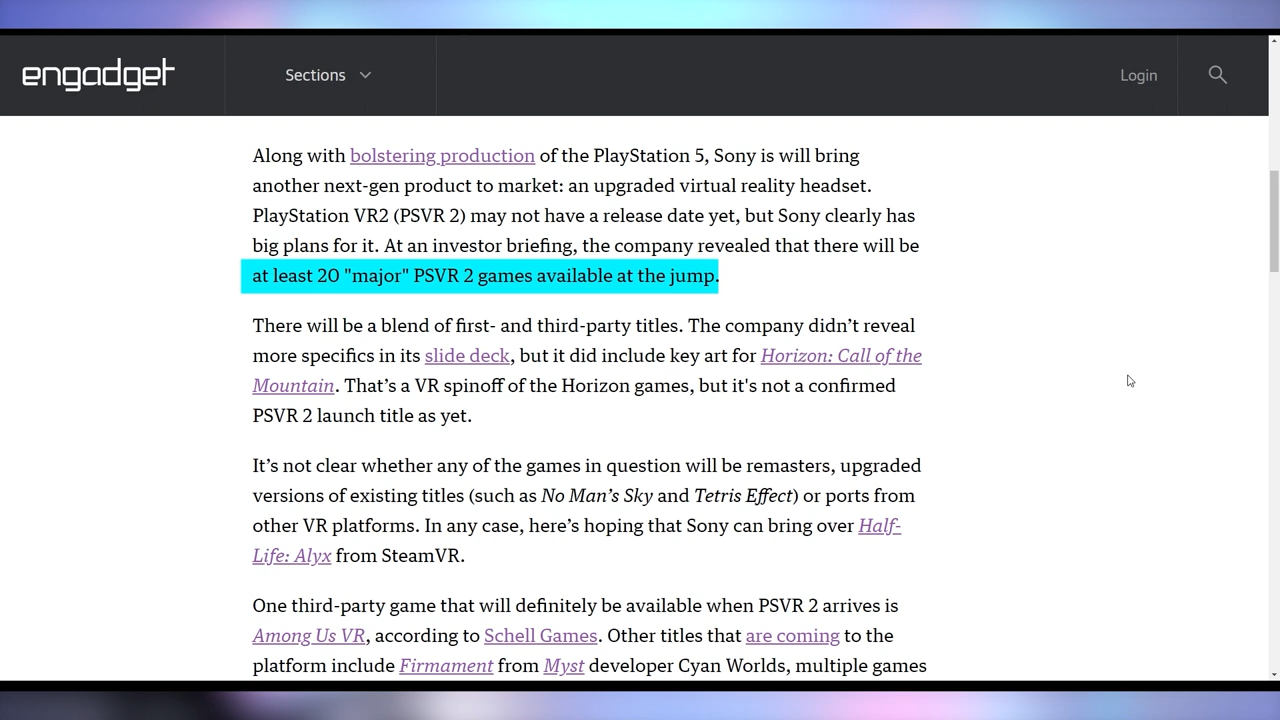 engadget
Sections
Login
Along with bolstering production of the PlayStation 5, Sony is will bring
another next-gen product to market: an upgraded virtual reality headset.
PlayStation VR2 (PSVR 2) may not have a release date yet, but Sony clearly has
big plans for it. At an investor briefing, the company revealed that there will be
at least 20 "major" PSVR 2 games available at the jump.
There will be a blend of first- and third-party titles. The company didn’t reveal
more specifics in its slide deck, but it did include key art for Horizon: Call of the
Mountain. That’s a VR spinoff of the Horizon games, but it's not a confirmed
PSVR 2 launch title as yet.
It’s not clear whether any of the games in question will be remasters, upgraded
versions of existing titles (such as No Man’s Sky and Tetris Effect) or ports from
other VR platforms. In any case, here’s hoping that Sony can bring over Half-
Life: Alyx from SteamVR.
One third-party game that will definitely be available when PSVR 2 arrives is
Among Us VR, according to Schell Games. Other titles that are coming to the
platform include Firmament from Myst developer Cyan Worlds, multiple games